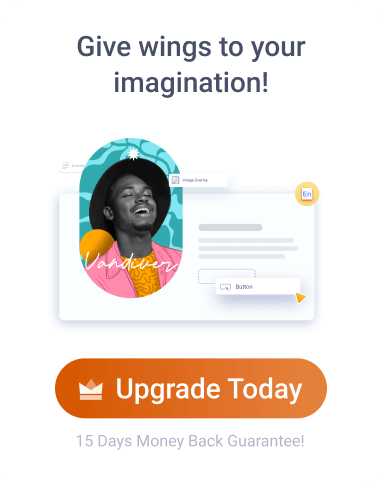 Give wings to your
imagination!
Image Overlay
En
Vandiver
Button
Upgrade Today
15 Days Money Back Guarantee!